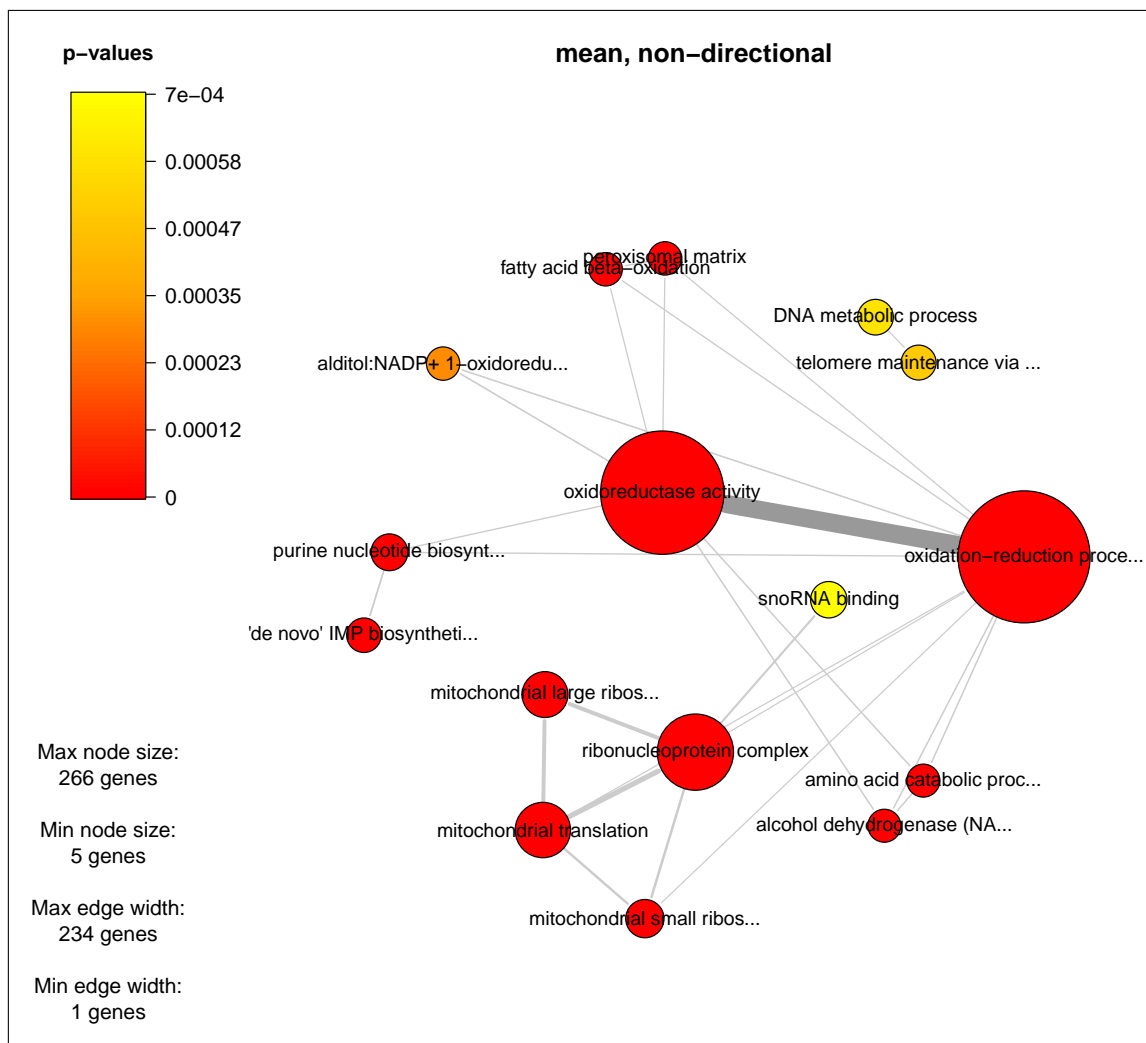 p−values
mean, non−directional
7e−04
0.00058
0.00047
0.00035
0.00023
0.00012
0
peroxisomal matrix
fatty acid beta−oxidation
DNA metabolic process
telomere maintenance via ...
alditol:NADP+ 1−oxidoredu...
oxidoreductase activity
purine nucleotide biosynt...
oxidation−reduction proce...
snoRNA binding
'de novo' IMP biosyntheti...
mitochondrial large ribos...
ribonucleoprotein complex
amino acid catabolic proc...
alcohol dehydrogenase (NA...
mitochondrial translation
mitochondrial small ribos...
Max node size:
266 genes
Min node size:
5 genes
Max edge width:
234 genes
Min edge width:
1 genes